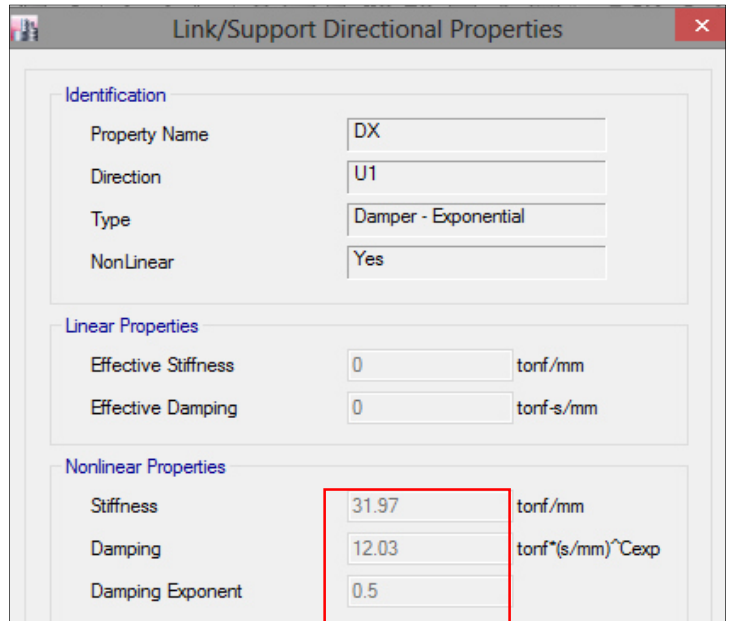 Link/Support Directional Properties
Identification
Property Name DX
Direction U1
Type Damper - Exponential
NonLinear Yes
Linear Properties
Effective Stiffness 0 tonf/mm
Effective Damping 0 tonf-s/mm
Nonlinear Properties
Stiffness 31.97 tonf/mm
Damping 12.03 tonf*(s/mm)^Cexp
Damping Exponent 0.5